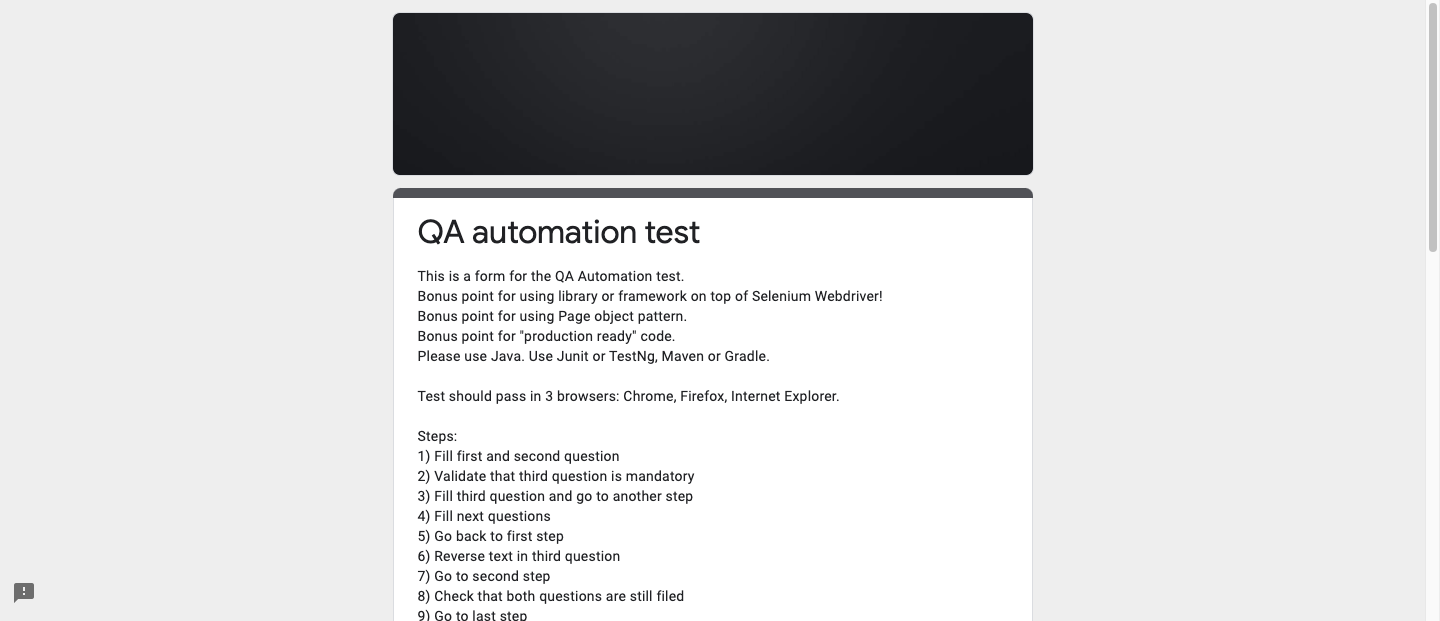 QA automation test
This is a form for the QA Automation test.
Bonus point for using library or framework on top of Selenium Webdriver!
Bonus point for using Page object pattern.
Bonus point for "production ready" code.
Please use Java. Use Junit or TestNg, Maven or Gradle.
Test should pass in 3 browsers: Chrome, Firefox, Internet Explorer.
Steps:
1) Fill first and second question
2) Validate that third question is mandatory
3) Fill third question and go to another step
4) Fill next questions
5) Go back to first step
6) Reverse text in third question
7) Go to second step
8) Check that both questions are still filed
9) Go to last step